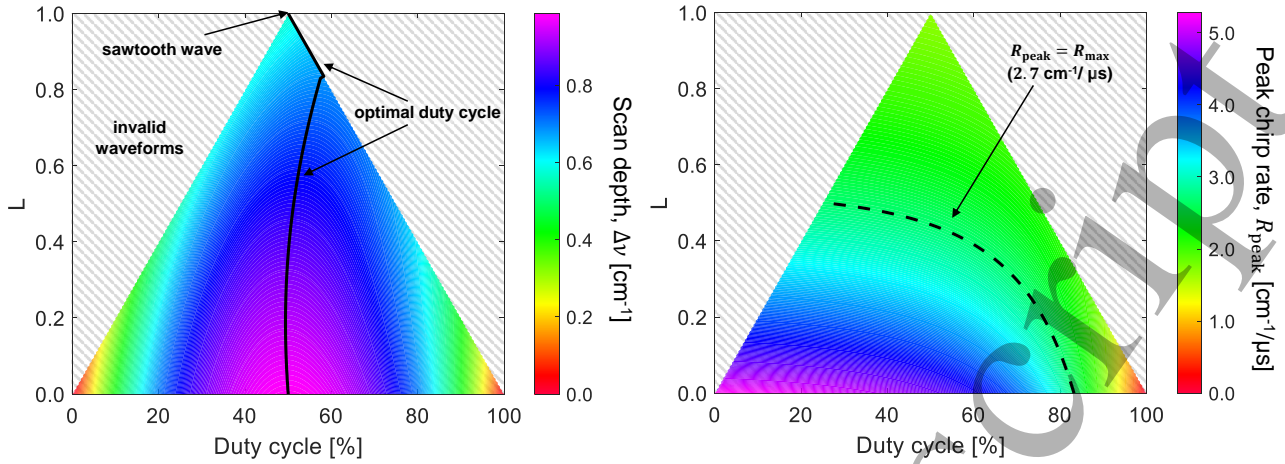 sawtooth wave
optimal duty cycle
invalid
waveforms
L
1.0
0.8
0.6
0.4
0.2
0.0
0
20
40
60
80
100
Duty cycle [%]
0.8
0.6
0.4
0.2
0.0
Scan depth, Δν [cm⁻¹]
R_peak = R_max
(2.7 cm⁻¹/ μs)
L
1.0
0.8
0.6
0.4
0.2
0.0
0
20
40
60
80
100
Duty cycle [%]
5.0
4.0
3.0
2.0
1.0
0.0
Peak chirp rate, R_peak [cm⁻¹/μs]
cript